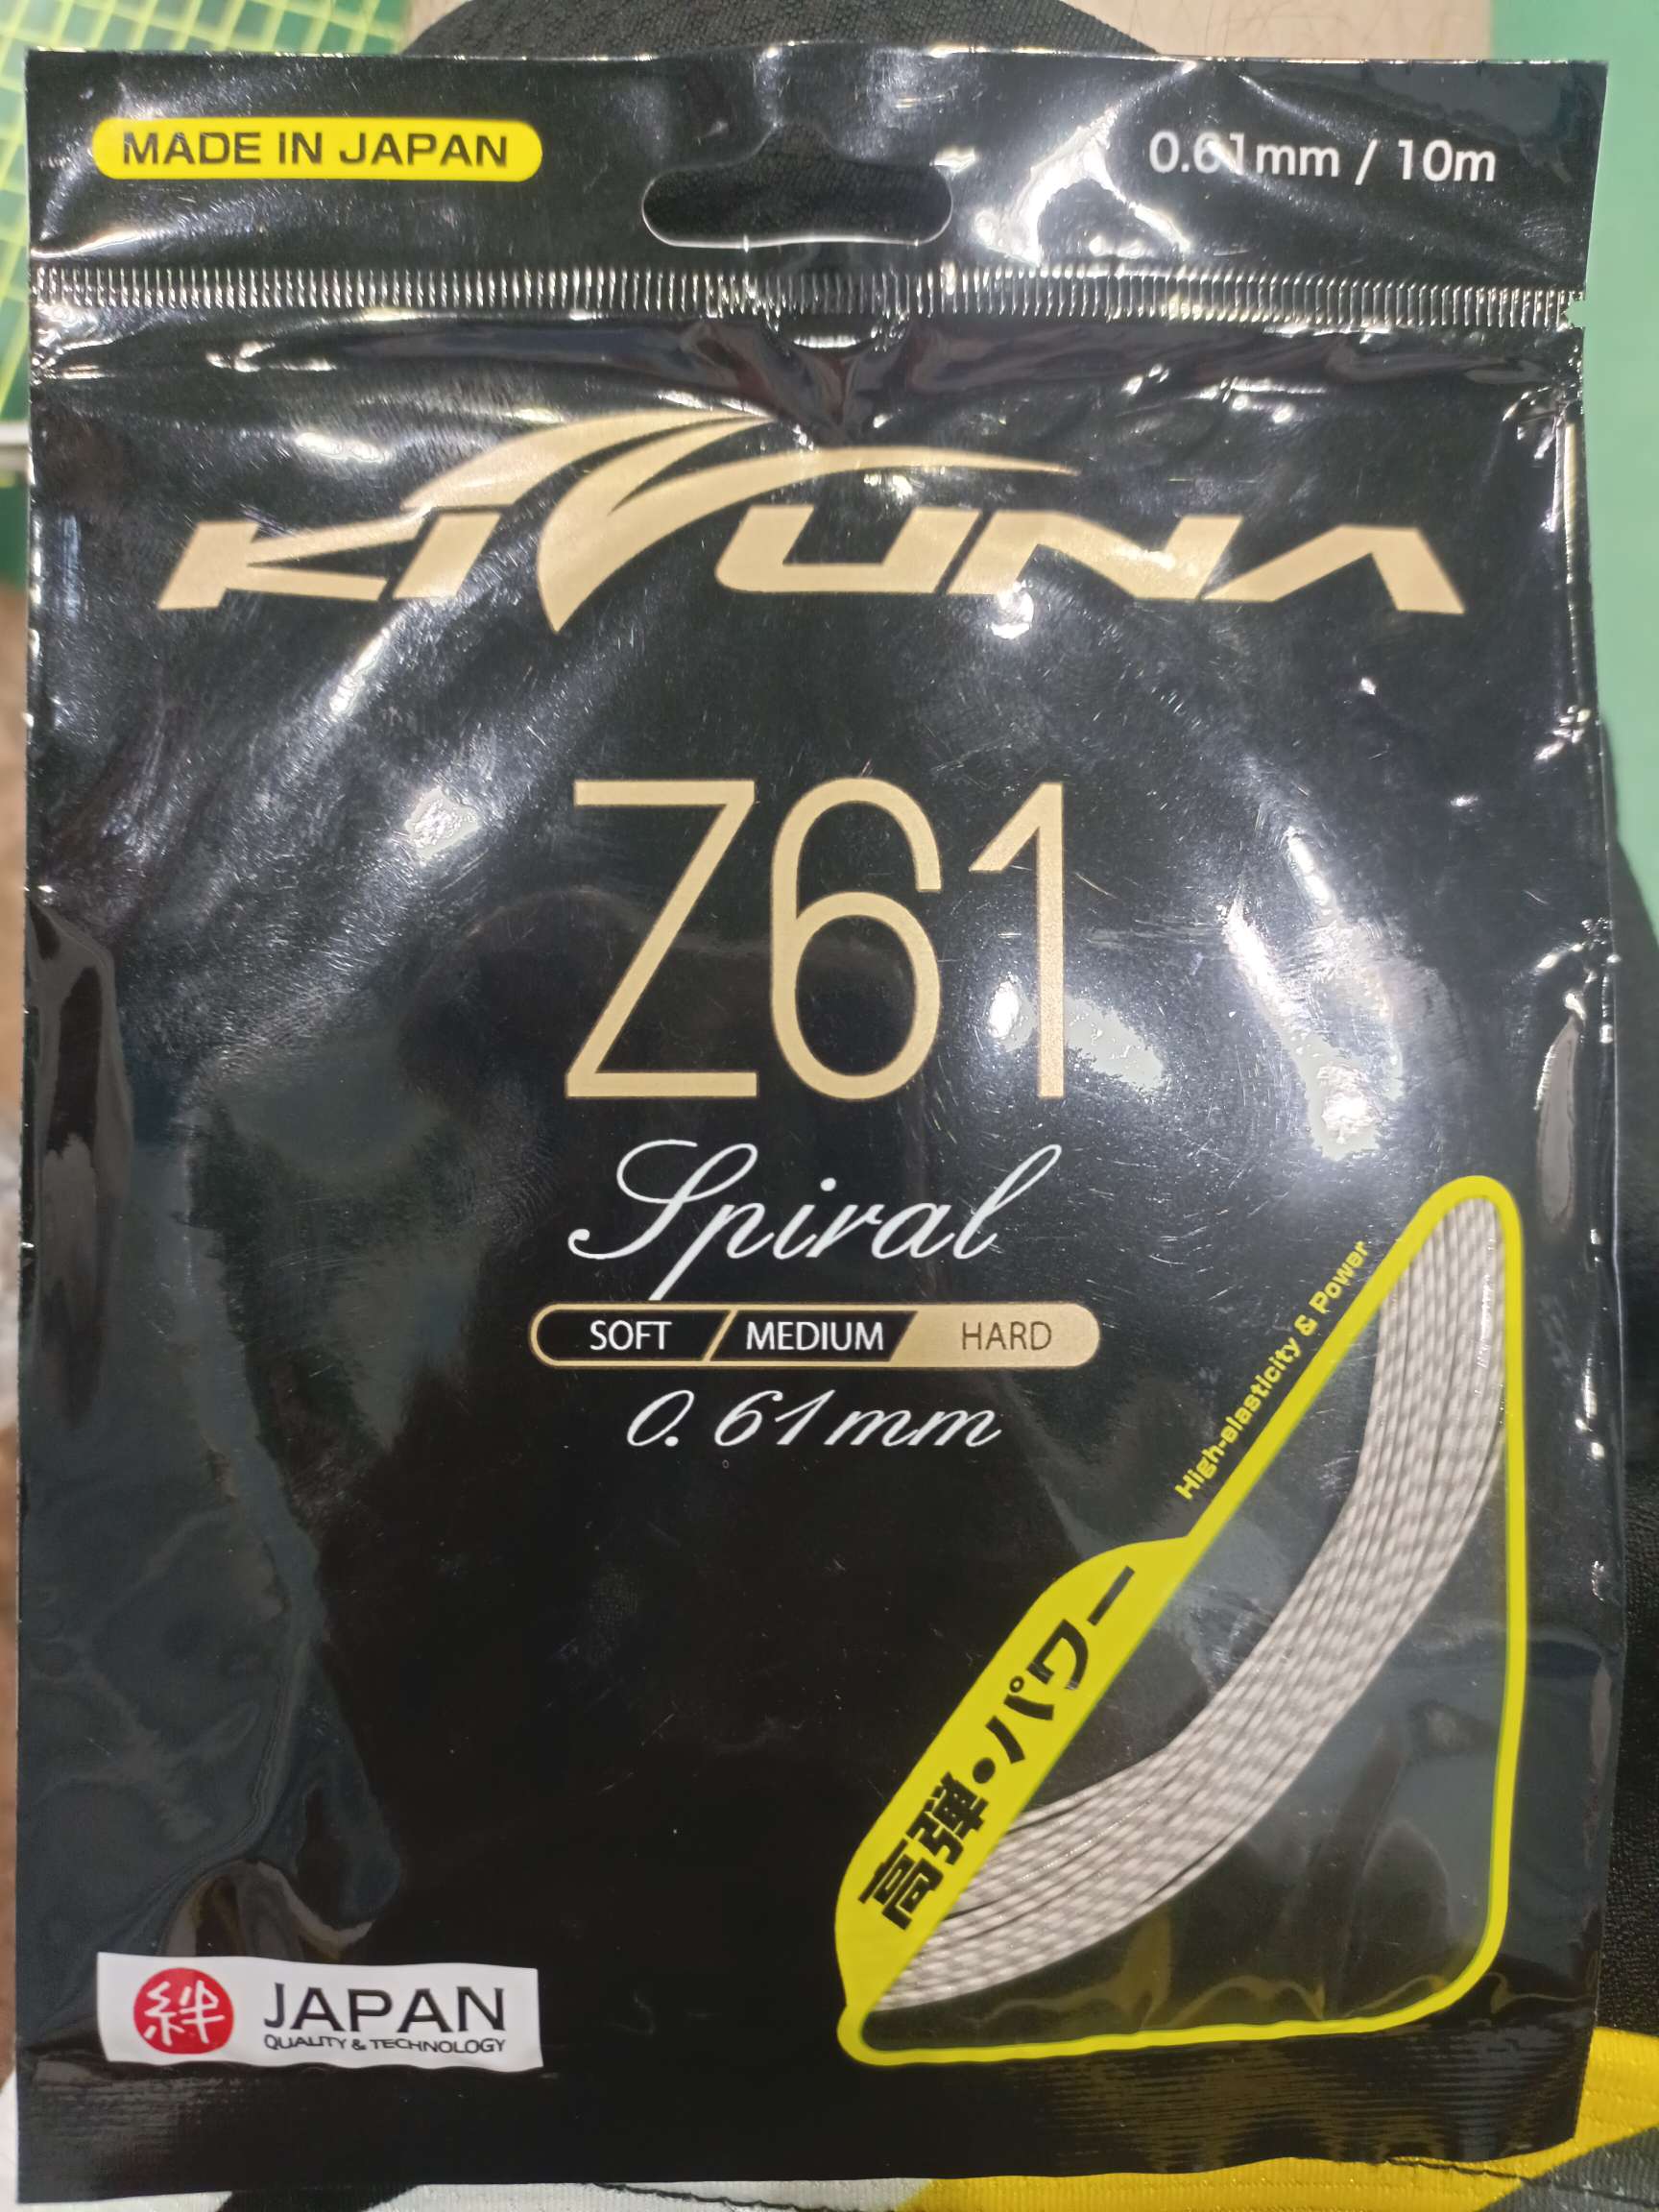 MADE IN JAPAN
0.61mm / 10m
KIZUNA
Z61
Spiral
SOFT / MEDIUM HARD
0.61mm
High-elasticity & Power
高弾・パワー
絆 JAPAN
QUALITY & TECHNOLOGY